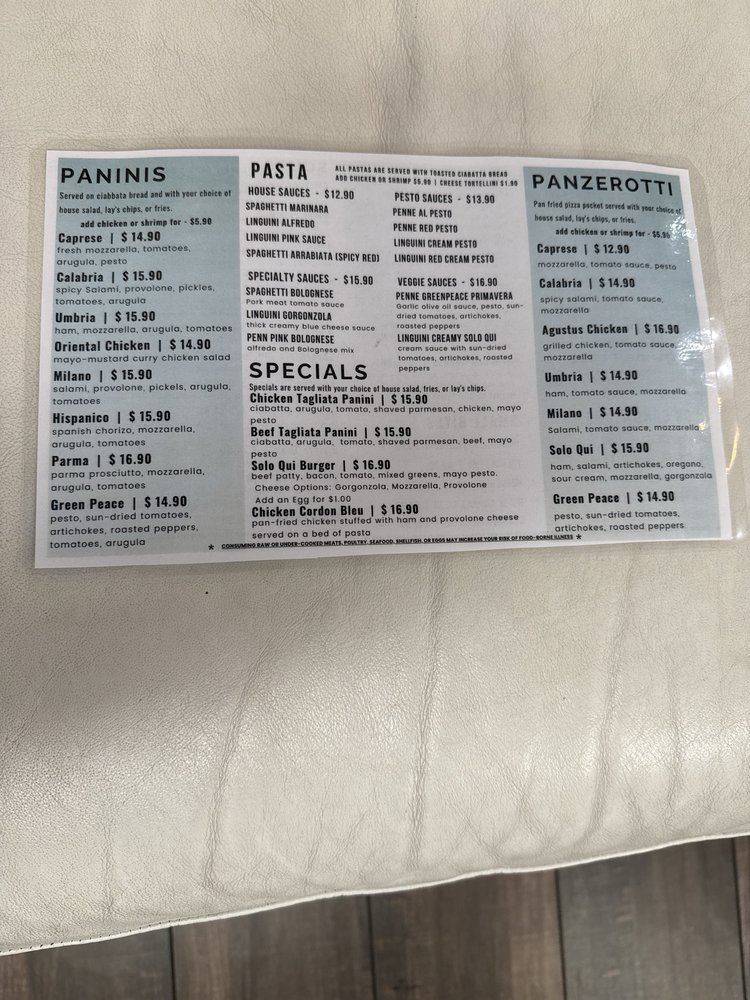 PANINIS
Served on ciabbata bread and with your choice of
house salad, lay's chips, or fries.
add chicken or shrimp for - $5.90
Caprese | $ 14.90
fresh mozzarella, tomatoes,
arugula, pesto
Calabria | $ 15.90
spicy Salami, provolone, pickles,
tomatoes, arugula
Umbria | $ 15.90
ham, mozzarella, arugula, tomatoes
Oriental Chicken | $ 14.90
mayo-mustard curry chicken salad
Milano | $ 15.90
salami, provolone, pickels, arugula,
tomatoes
Hispanico | $ 15.90
spanish chorizo, mozzarella,
arugula, tomatoes
Parma | $ 16.90
parma prosciutto, mozzarella,
arugula, tomatoes
Green Peace | $ 14.90
pesto, sun-dried tomatoes,
artichokes, roasted peppers,
tomatoes, arugula
PASTA
ALL PASTAS ARE SERVED WITH TOASTED CIABATTA BREAD
ADD CHICKEN OR SHRIMP $5.90 | CHEESE TORTELLINI $1.90
HOUSE SAUCES - $12.90
SPAGHETTI MARINARA
LINGUINI ALFREDO
LINGUINI PINK SAUCE
SPAGHETTI ARRABIATA (SPICY RED)
SPECIALTY SAUCES - $15.90
SPAGHETTI BOLOGNESE
Pork meat tomato sauce
LINGUINI GORGONZOLA
thick creamy blue cheese sauce
PENN PINK BOLOGNESE
alfredo and Bolognese mix
PESTO SAUCES - $13.90
PENNE AL PESTO
PENNE RED PESTO
LINGUINI CREAM PESTO
LINGUINI RED CREAM PESTO
VEGGIE SAUCES - $16.90
PENNE GREENPEACE PRIMAVERA
Garlic olive oil sauce, pesto, sun-
dried tomatoes, artichokes,
roasted peppers
LINGUINI CREAMY SOLO QUI
cream sauce with sun-dried
tomatoes, artichokes, roasted
peppers
SPECIALS
Specials are served with your choice of house salad, fries, or lay's chips.
Chicken Tagliata Panini | $ 15.90
ciabatta, arugula, tomato, shaved parmesan, chicken, mayo
pesto
Beef Tagliata Panini | $ 15.90
ciabatta, arugula, tomato, shaved parmesan, beef, mayo
pesto
Solo Qui Burger | $ 16.90
beef patty, bacon, tomato, mixed greens, mayo pesto.
Cheese Options: Gorgonzola, Mozzarella, Provolone
Add an Egg for $1.00
Chicken Cordon Bleu | $ 16.90
pan-fried chicken stuffed with ham and provolone cheese
served on a bed of pasta
* CONSUMING RAW OR UNDER-COOKED MEATS, POULTRY, SEAFOOD, SHELLFISH, OR EGGS MAY INCREASE YOUR RISK OF FOOD-BORNE ILLNESS *
PANZEROTTI
Pan fried pizza pocket served with your choice of
house salad, lay's chips, or fries.
add chicken or shrimp for - $5.90
Caprese | $ 12.90
mozzarella, tomato sauce, pesto
Calabria | $ 14.90
spicy salami, tomato sauce,
mozzarella
Agustus Chicken | $ 16.90
grilled chicken, tomato sauce,
mozzarella
Umbria | $ 14.90
ham, tomato sauce, mozzarella
Milano | $ 14.90
Salami, tomato sauce, mozzarella
Solo Qui | $ 15.90
ham, salami, artichokes, oregano,
sour cream, mozzarella, gorgonzola
Green Peace | $ 14.90
pesto, sun-dried tomatoes,
artichokes, roasted peppers